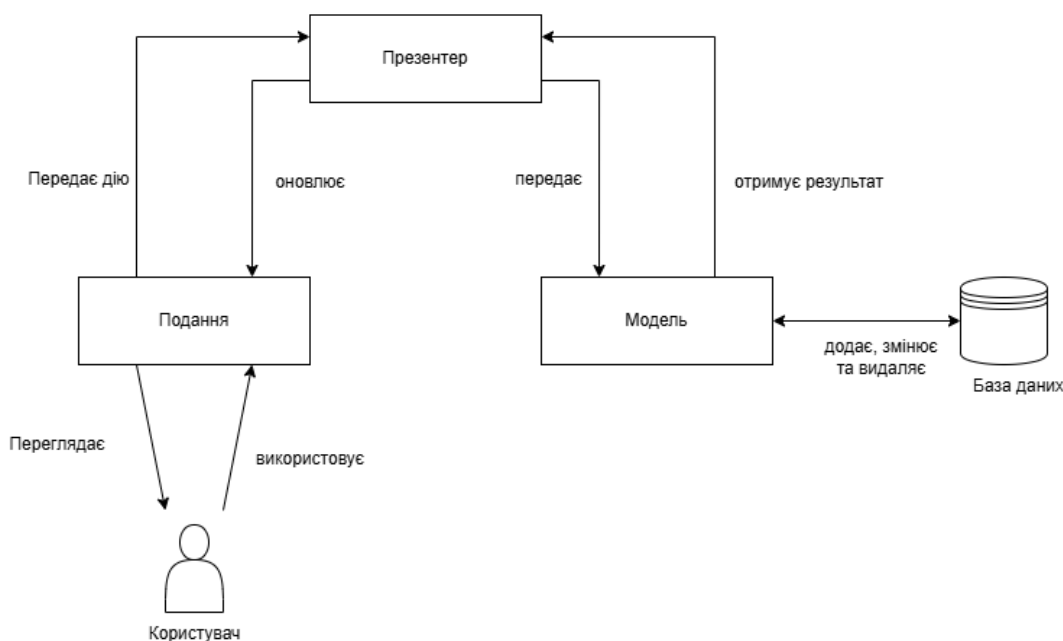 Презентер
Передає дію
оновлює
передає
отримує результат
Подання
Модель
додає, змінює
та видаляє
База даних
Переглядає
використовує
Користувач